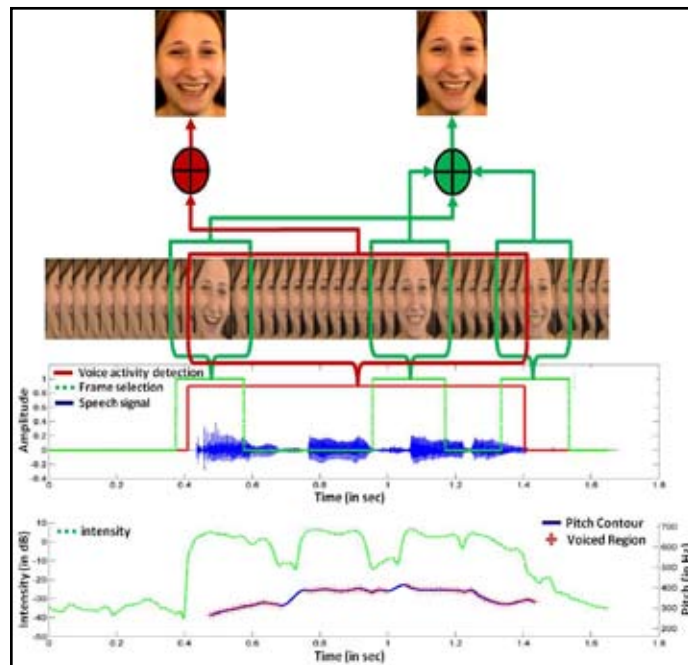 Voice activity detection
Frame selection
Speech signal
Amplitude
1
0.8
0.6
0.4
0.2
0
-0.2
-0.4
0 0.2 0.4 0.6 0.8 1 1.2 1.4 1.6 1.8
Time (in sec)
intensity
Pitch Contour
Voiced Region
Intensity (in dB)
10
0
-10
-20
-30
-40
-50
Pitch (in Hz)
700
600
500
400
300
200
0 0.2 0.4 0.6 0.8 1 1.2 1.4 1.6 1.8
Time (in sec)